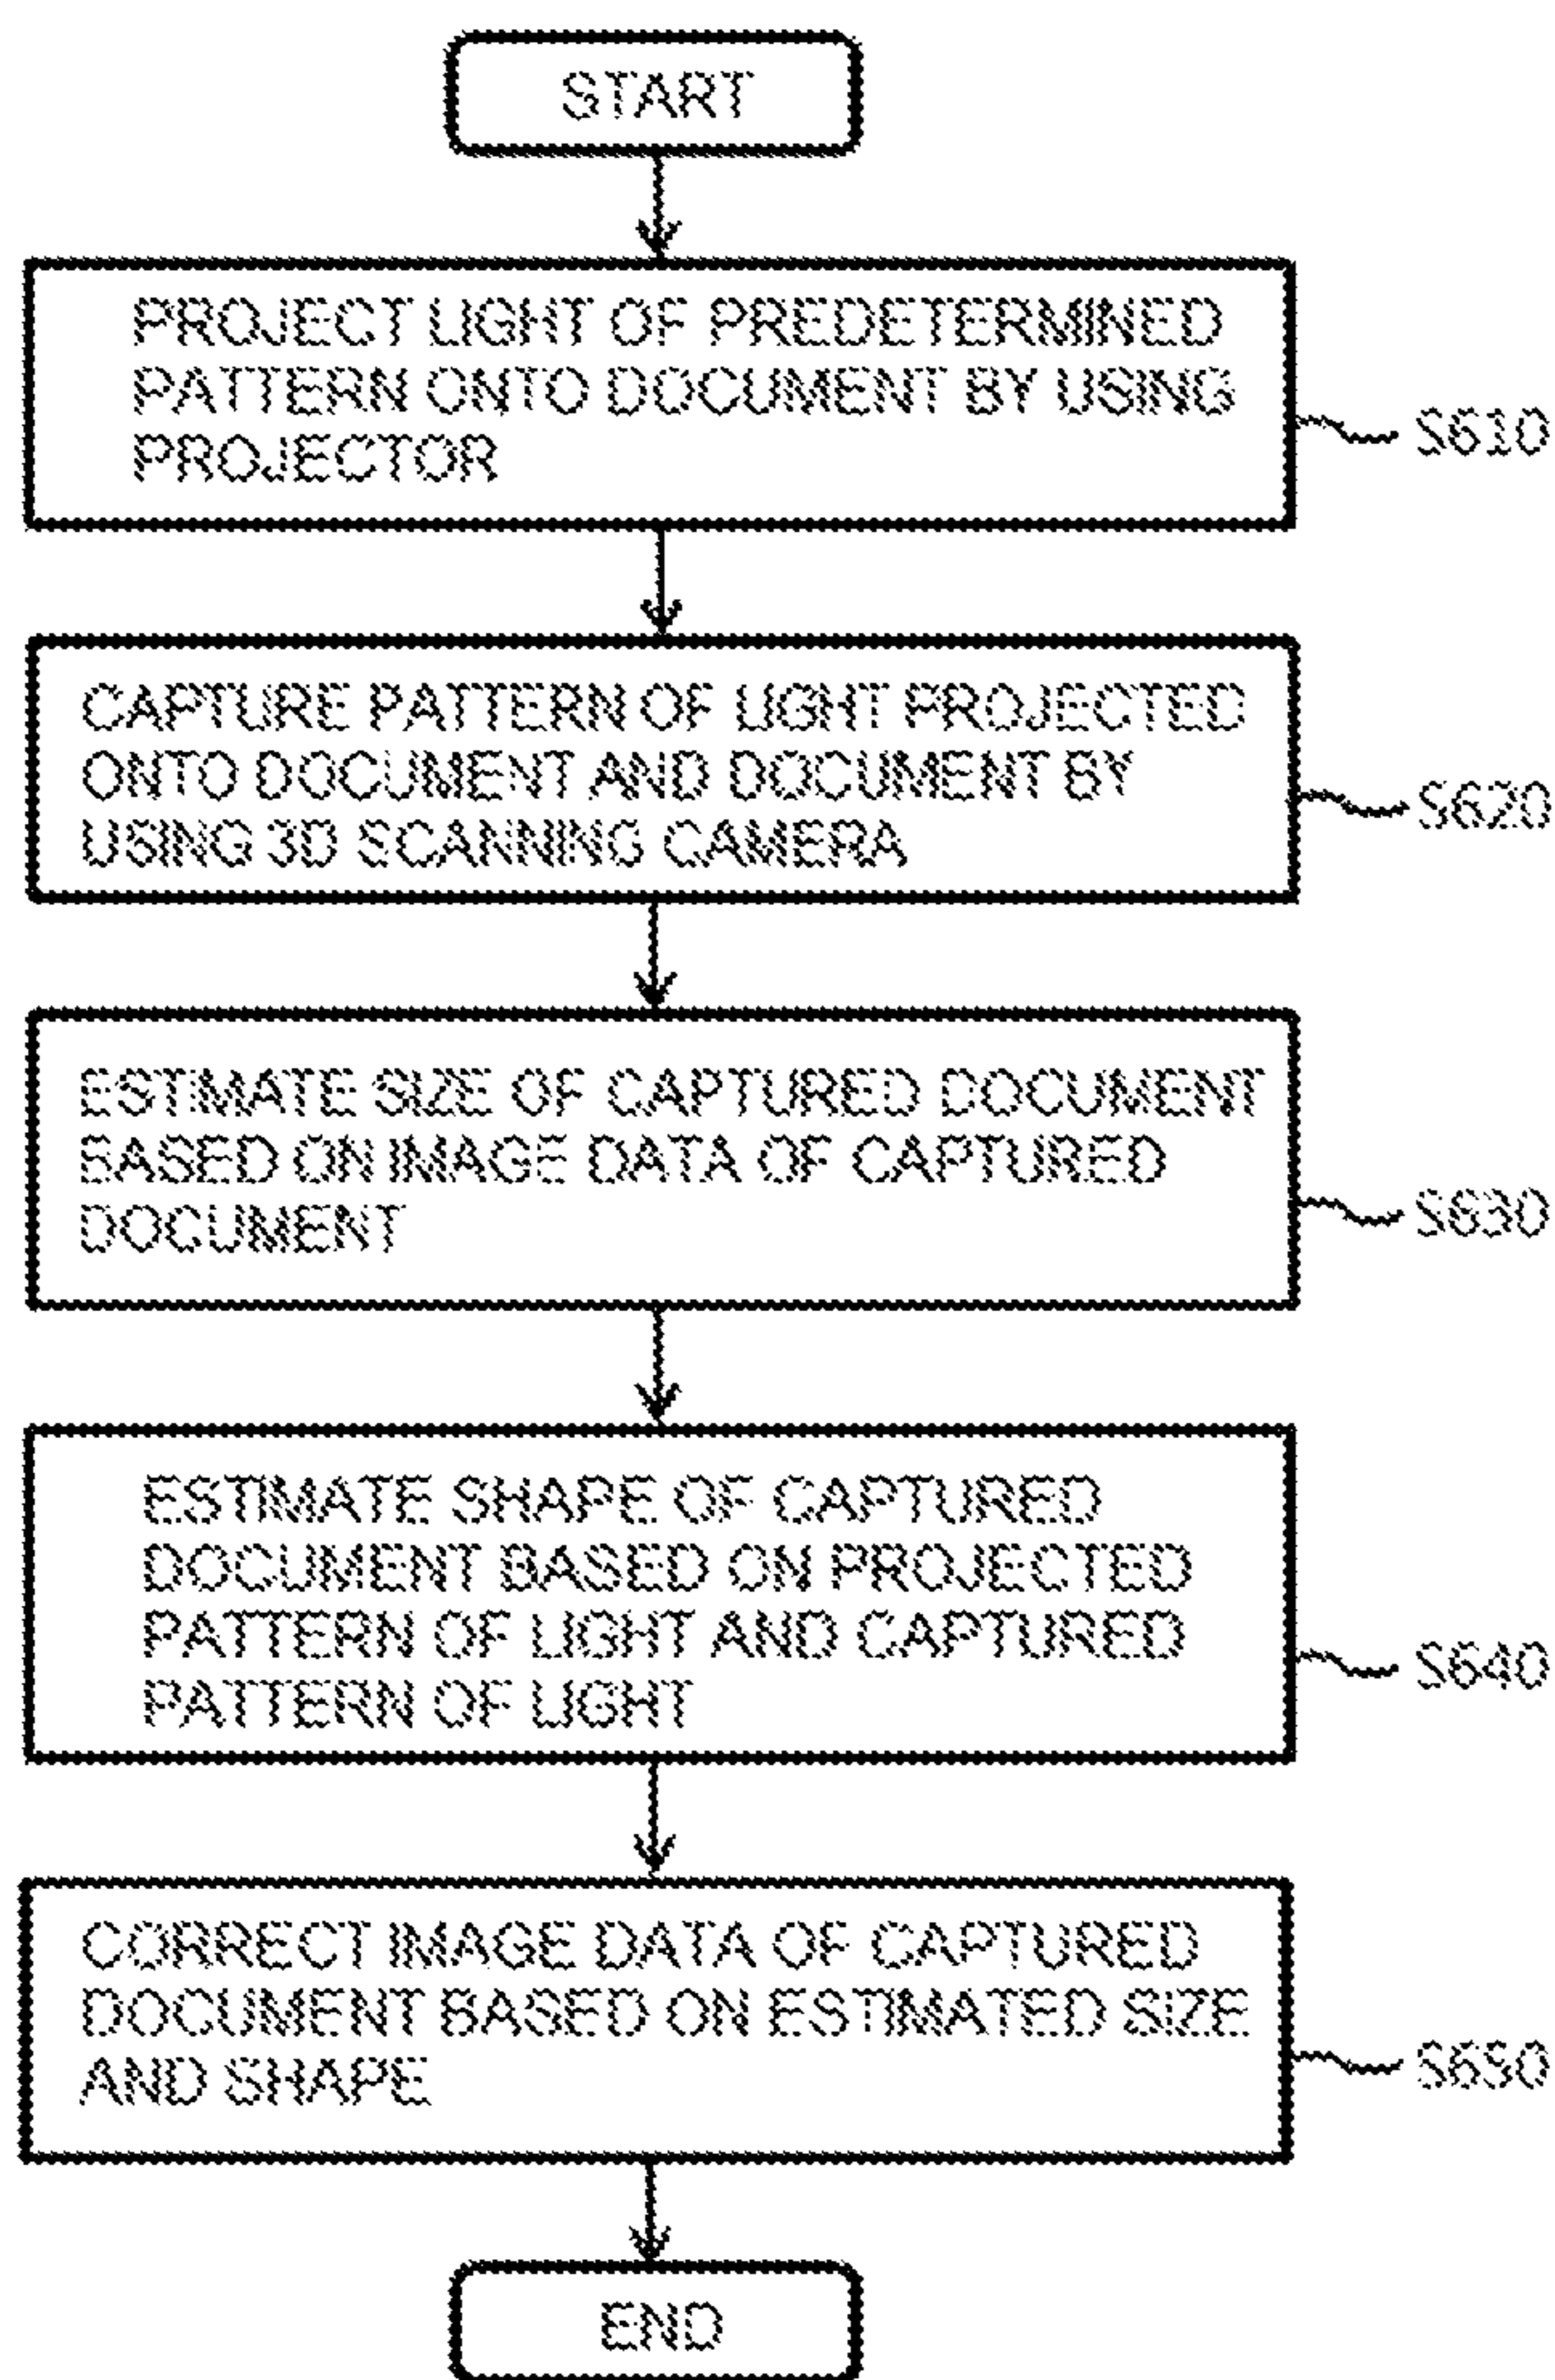 START
PROJECT LIGHT OF PREDETERMINED
PATTERN ONTO DOCUMENT BY USING
PROJECTOR
S610
CAPTURE PATTERN OF LIGHT PROJECTED
ONTO DOCUMENT AND DOCUMENT BY
USING 3D SCANNING CAMERA
S620
ESTIMATE SIZE OF CAPTURED DOCUMENT
BASED ON IMAGE DATA OF CAPTURED
DOCUMENT
S630
ESTIMATE SHAPE OF CAPTURED
DOCUMENT BASED ON PROJECTED
PATTERN OF LIGHT AND CAPTURED
PATTERN OF LIGHT
S640
CORRECT IMAGE DATA OF CAPTURED
DOCUMENT BASED ON ESTIMATED SIZE
AND SHAPE
S650
END